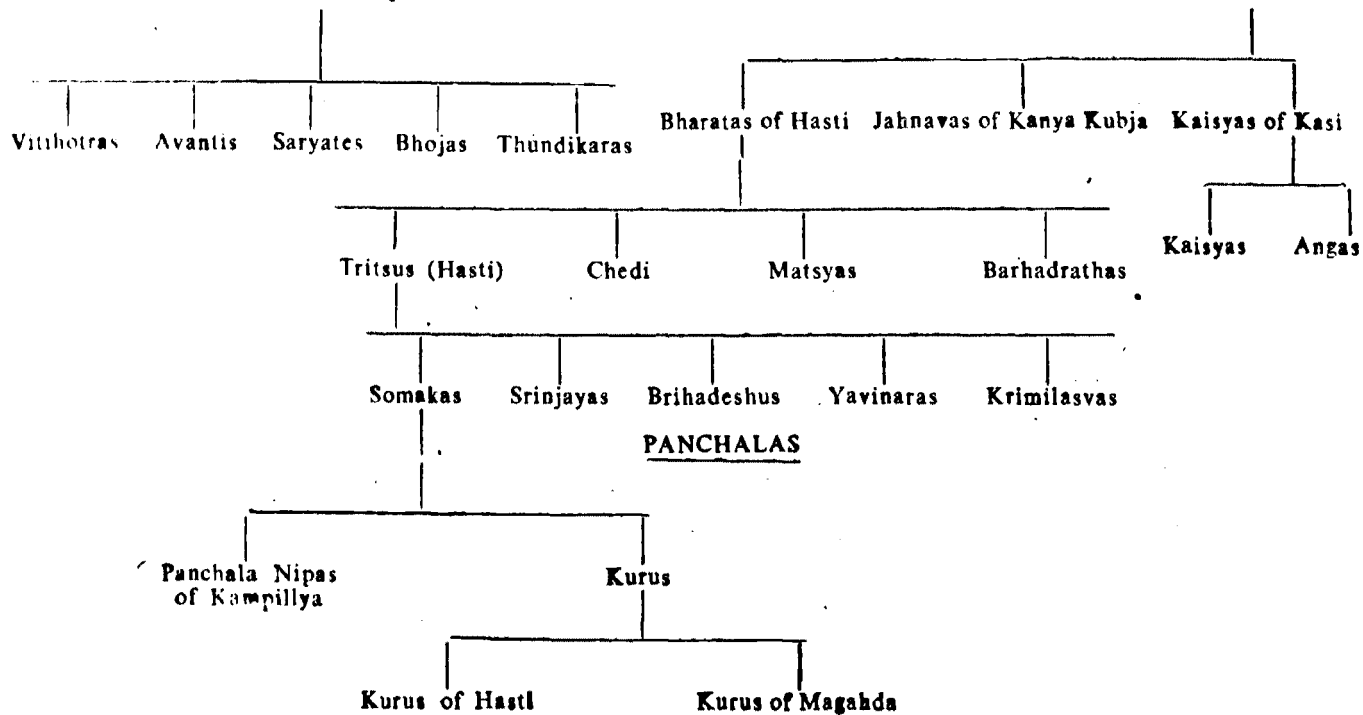 Bharatas of Hasti Jahnavas of Kanya Kubja Kaisyas of Kasi
Vitihotras Avantis Saryates Bhojas Thundikaras
Kaisyas Angas
Tritsus (Hasti) Chedi Matsyas Barhadrathas
Somakas Srinjayas Brihadeshus Yavinaras Krimilasvas
PANCHALAS
Panchala Nipas
of Kampillya
Kurus
Kurus of Hasti Kurus of Magahda